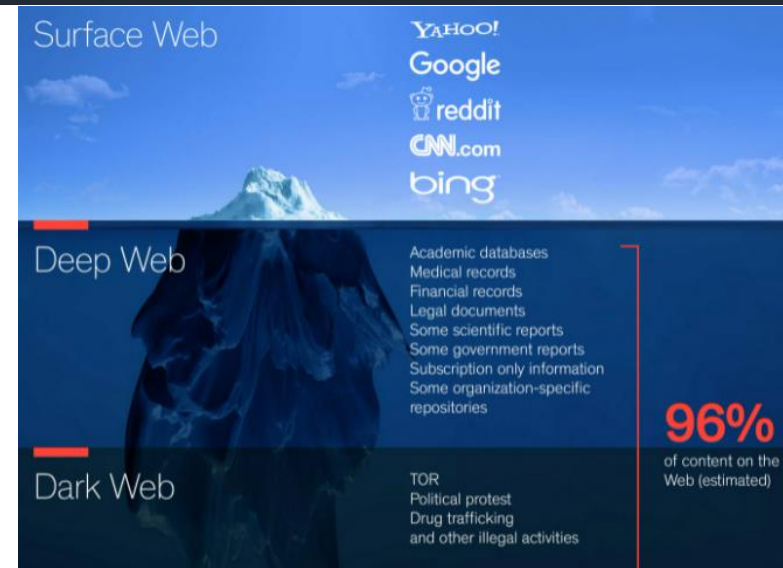 Surface Web
YAHOO!
Google
reddit
CNN.com
bing
Deep Web
Academic databases
Medical records
Financial records
Legal documents
Some scientific reports
Some government reports
Subscription only information
Some organization-specific
repositories
96%
of content on the
Web (estimated)
Dark Web
TOR
Political protest
Drug trafficking
and other illegal activities